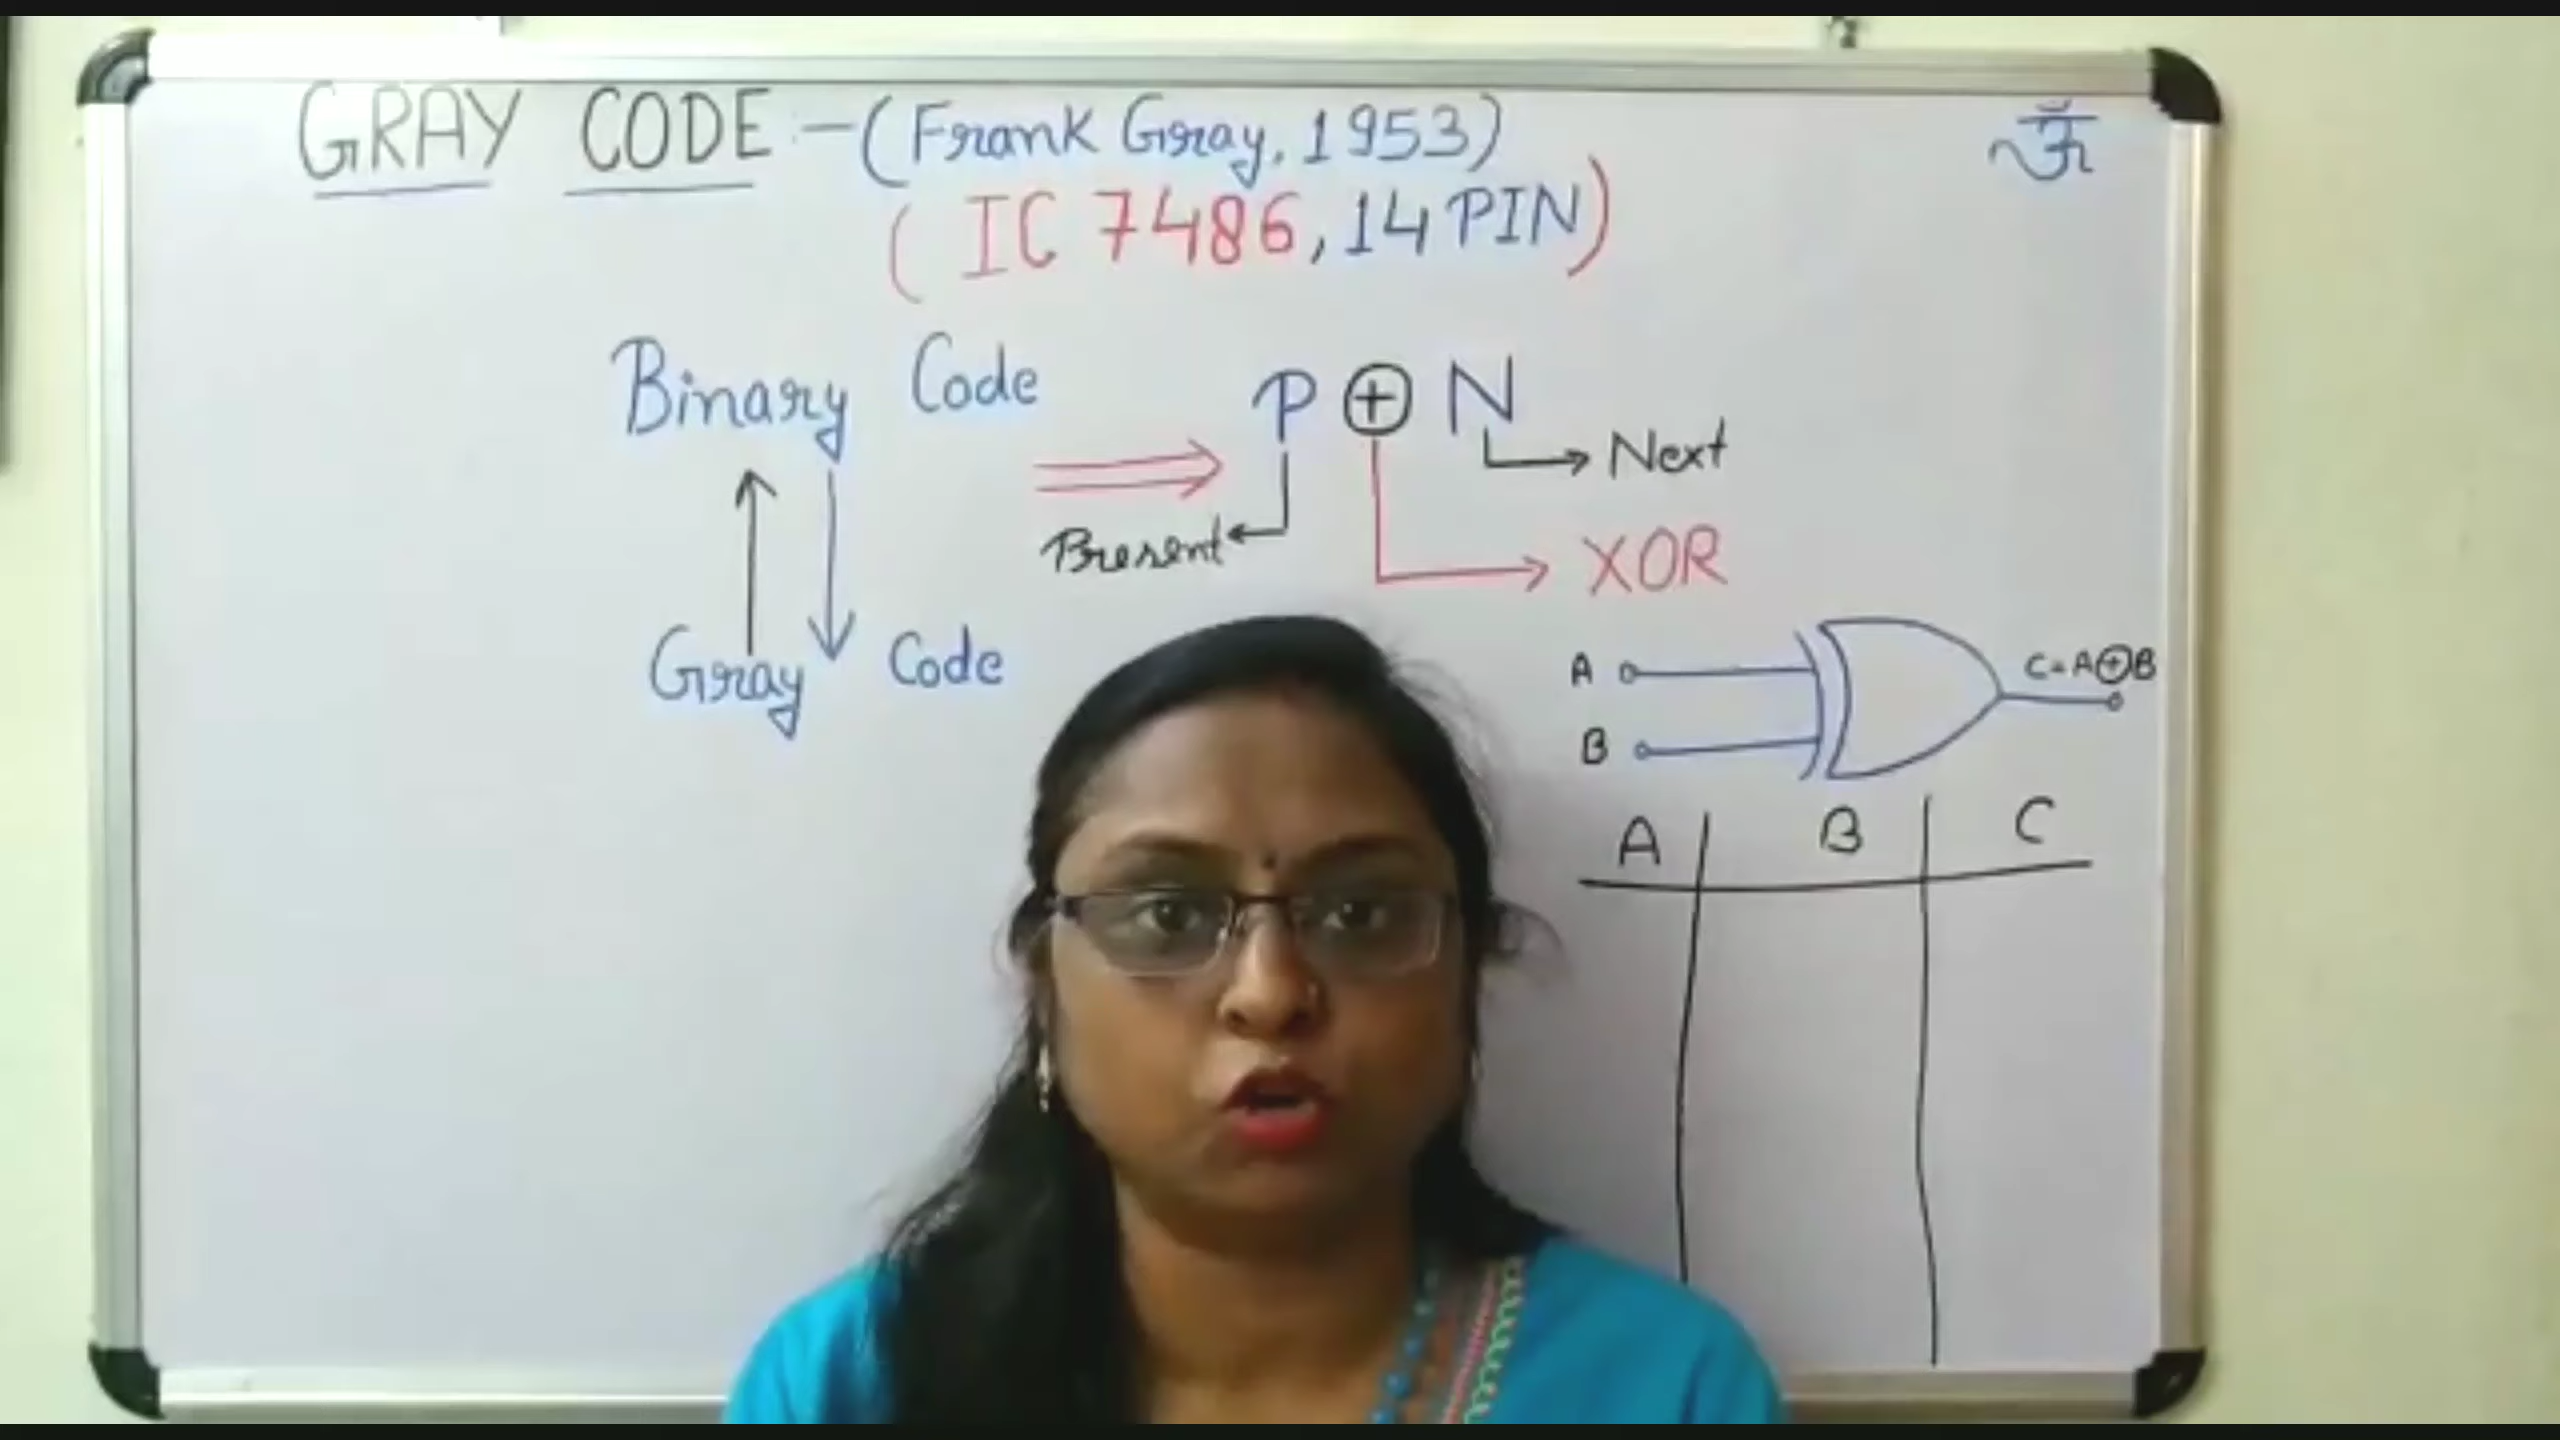 GRAY CODE :- (Frank Gray, 1953)
ॐ
( IC 7486, 14 PIN)
Binary Code
P ⊕ N
Next
Present
XOR
Gray Code
A
C=A⊕B
B
A B C